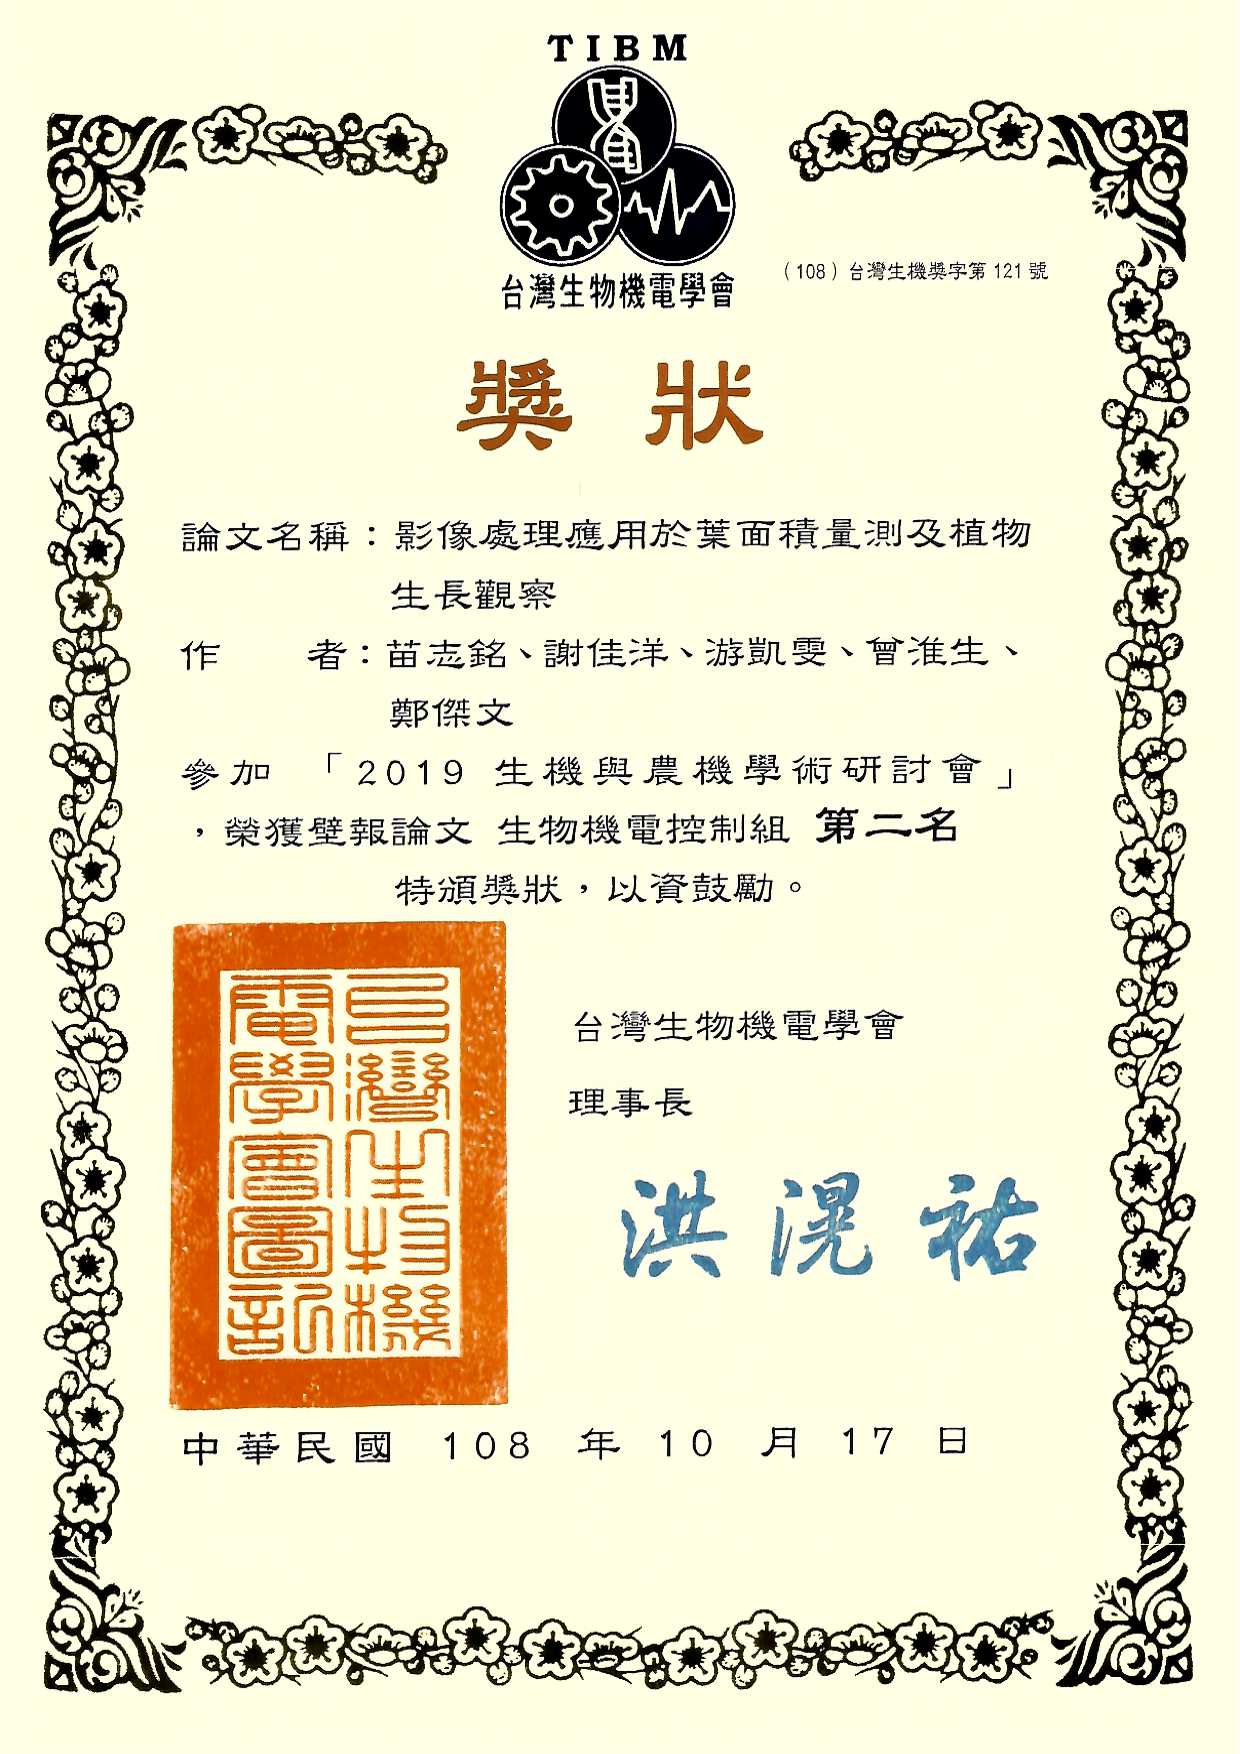 TIBM
台灣生物機電學會
（108）台灣生機獎字第 121 號
獎 狀
論文名稱：影像處理應用於葉面積量測及植物
生長觀察
作 者：苗志銘、謝佳洋、游凱雯、曾淮生、
鄭傑文
參加 「2019 生機與農機學術研討會」
，榮獲壁報論文 生物機電控制組 第二名
特頒獎狀，以資鼓勵。
台灣生物機電學會
理事長
洪滉祐
台灣生物機
電學會圖記
中華民國 108 年 10 月 17 日